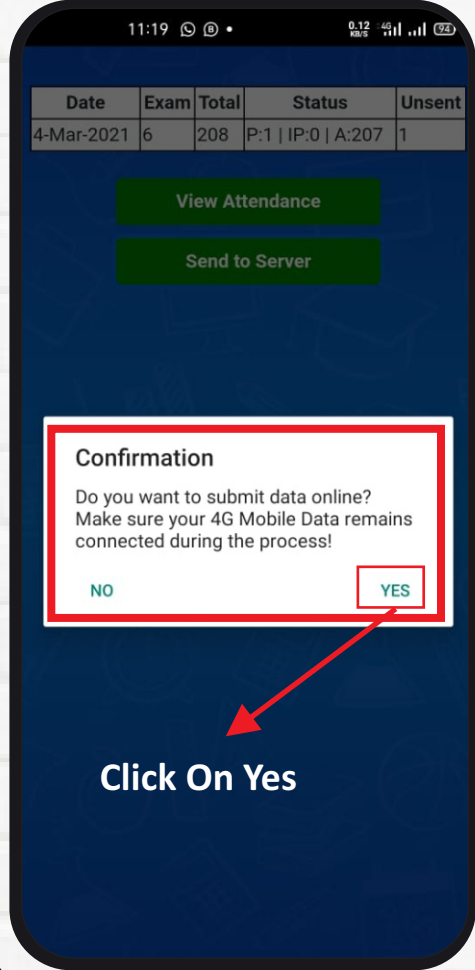 11:19
0.12 KB/S 4G 94
Date Exam Total Status Unsent
4-Mar-2021 6 208 P:1 | IP:0 | A:207 1
View Attendance
Send to Server
Confirmation
Do you want to submit data online?
Make sure your 4G Mobile Data remains
connected during the process!
NO YES
Click On Yes